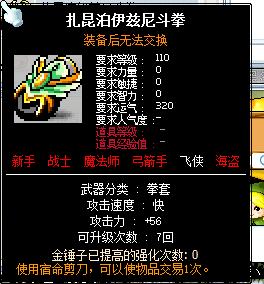 扎昆泊伊兹尼斗拳
装备后无法交换
要求等级： 110
要求力量： 0
要求敏捷： 0
要求智力： 0
要求运气： 320
要求人气度： -
道具等级： -
道具经验值： -
新手 战士 魔法师 弓箭手 飞侠 海盗
武器分类 ： 拳套
攻击速度 ： 快
攻击力 ： +56
可升级次数 ： 7回
金锤子已提高的强化次数: 0
使用宿命剪刀，可以使物品交易1次。